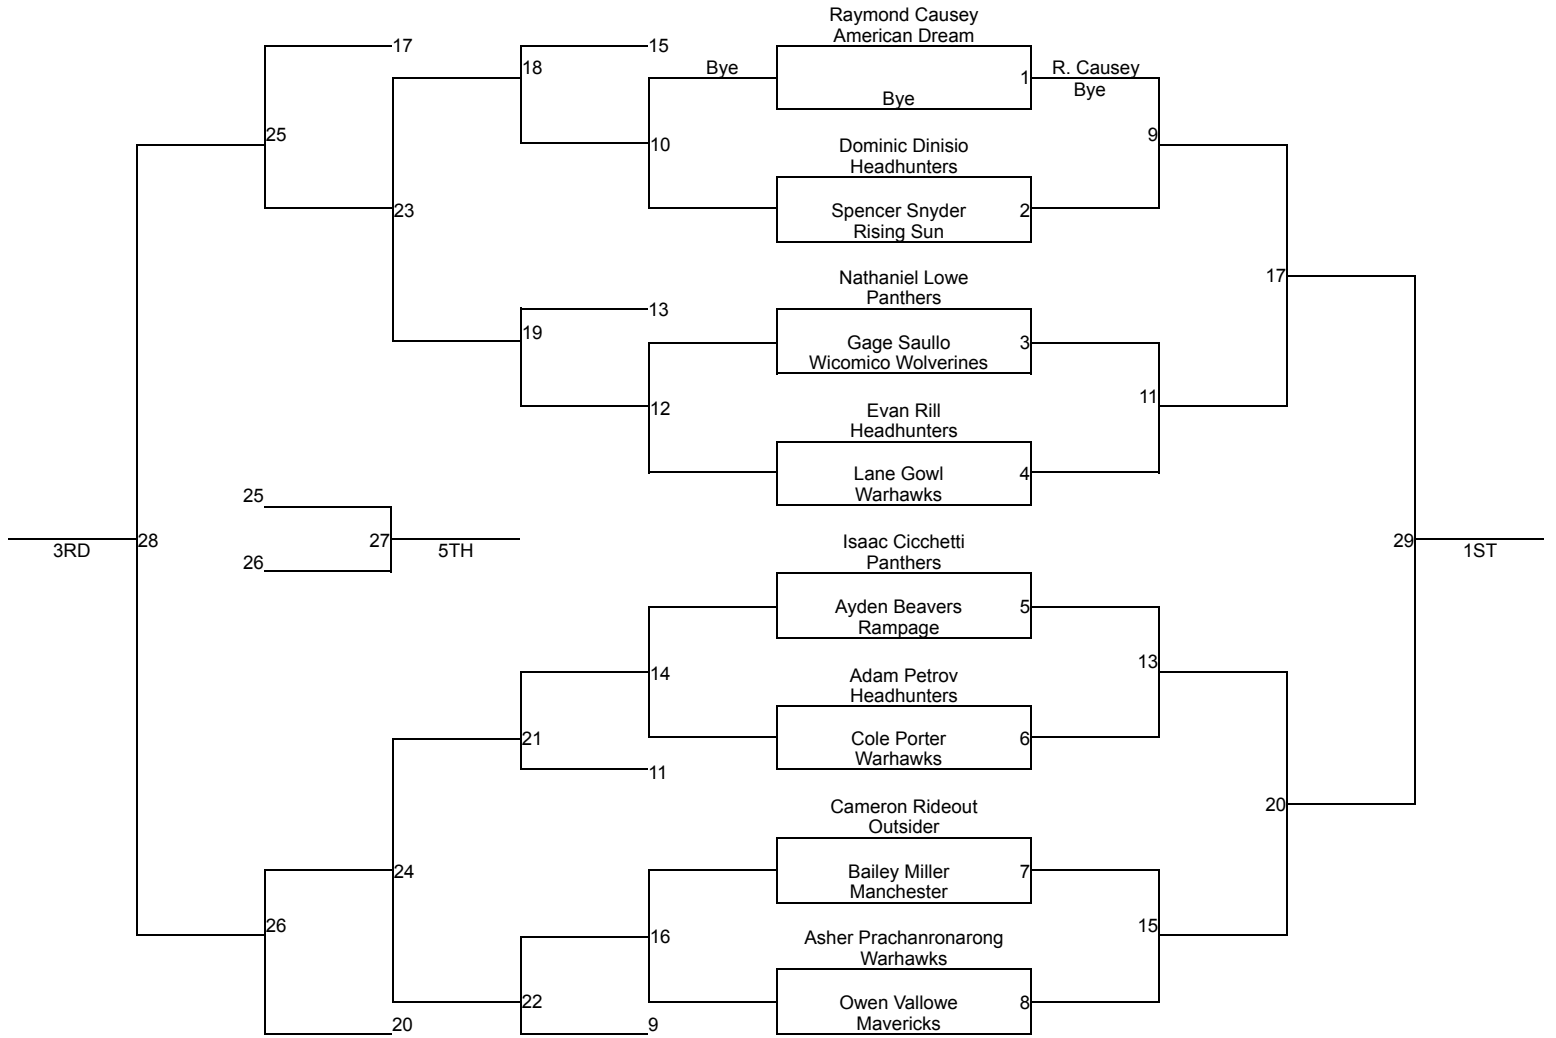 Raymond Causey
American Dream
17
15
18
Bye
1
R. Causey
Bye
Bye
25
10
9
Dominic Dinisio
Headhunters
23
Spencer Snyder
2
Rising Sun
Nathaniel Lowe
Panthers
17
13
19
Gage Saullo
3
Wicomico Wolverines
12
11
Evan Rill
Headhunters
Lane Gowl
4
Warhawks
25
28
27
29
3RD
5TH
1ST
26
Isaac Cicchetti
Panthers
Ayden Beavers
5
Rampage
14
13
Adam Petrov
Headhunters
21
Cole Porter
6
Warhawks
11
Cameron Rideout
Outsider
20
24
Bailey Miller
7
Manchester
26
16
15
Asher Prachanronarong
Warhawks
22
Owen Vallowe
8
Mavericks
20
9